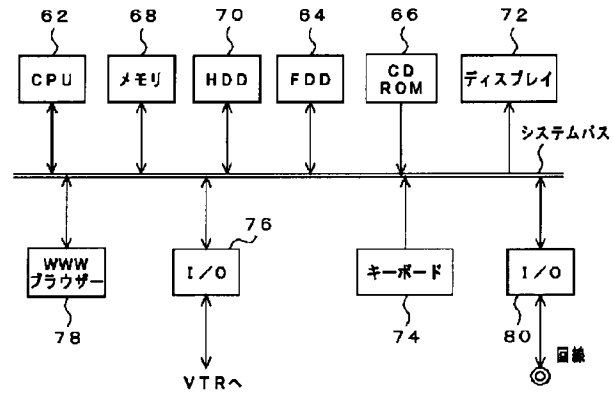 62 68 70 64 66 72
CPU メモリ HDD FDD CD ROM ディスプレイ
システムバス
WWW ブラウザー I/O 76 キーボード I/O
78 74 80 回線
VTRへ